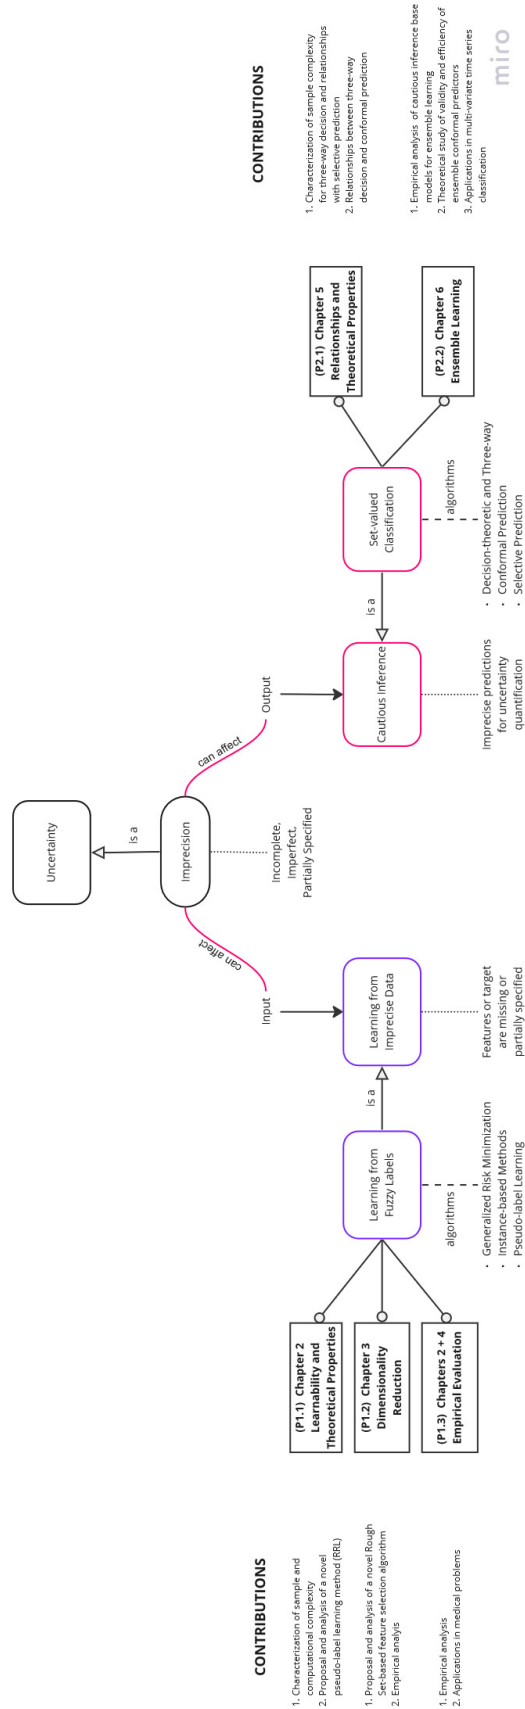 Uncertainty
is a
Imprecision
can affect
can affect
Incomplete,
Imperfect,
Partially Specified
Input
Output
CONTRIBUTIONS
1. Characterization of sample and
computational complexity
2. Proposal and analysis of a novel
pseudo-label learning method (RRL)
1. Proposal and analysis of a novel Rough
Set-based feature selection algorithm
2. Empirical analyis
1. Empirical analysis
2. Applications in medical problems
(P1.1) Chapter 2
Learnability and
Theoretical Properties
(P1.2) Chapter 3
Dimensionality
Reduction
(P1.3) Chapters 2 + 4
Empirical Evaluation
Learning from
Fuzzy Labels
algorithms
• Generalized Risk Minimization
• Instance-based Methods
• Pseudo-label Learning
is a
Learning from
Imprecise Data
Features or target
are missing or
partially specified
Cautious Inference
Imprecise predictions
for uncertainty
quantification
is a
Set-valued
Classification
algorithms
• Decision-theoretic and Three-way
• Conformal Prediction
• Selective Prediction
(P2.1) Chapter 5
Relationships and
Theoretical Properties
(P2.2) Chapter 6
Ensemble Learning
CONTRIBUTIONS
1. Characterization of sample complexity
for three-way decision and relationships
with selective prediction
2. Relationships between three-way
decision and conformal prediction
1. Empirical analysis of cautious inference base
models for ensemble learning
2. Theoretical study of validity and efficiency of
ensemble conformal predictors
3. Applications in multi-variate time series
classification
miro